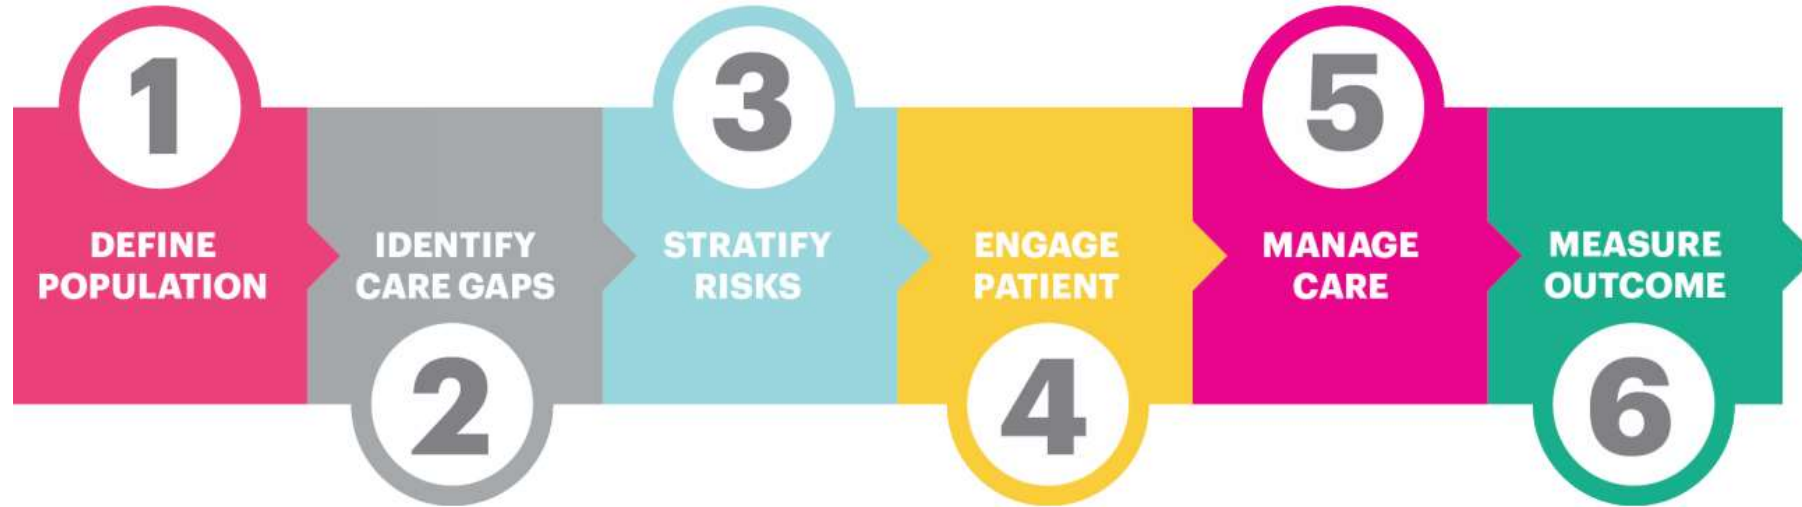 1
DEFINE
POPULATION
2
IDENTIFY
CARE GAPS
3
STRATIFY
RISKS
4
ENGAGE
PATIENT
5
MANAGE
CARE
6
MEASURE
OUTCOME